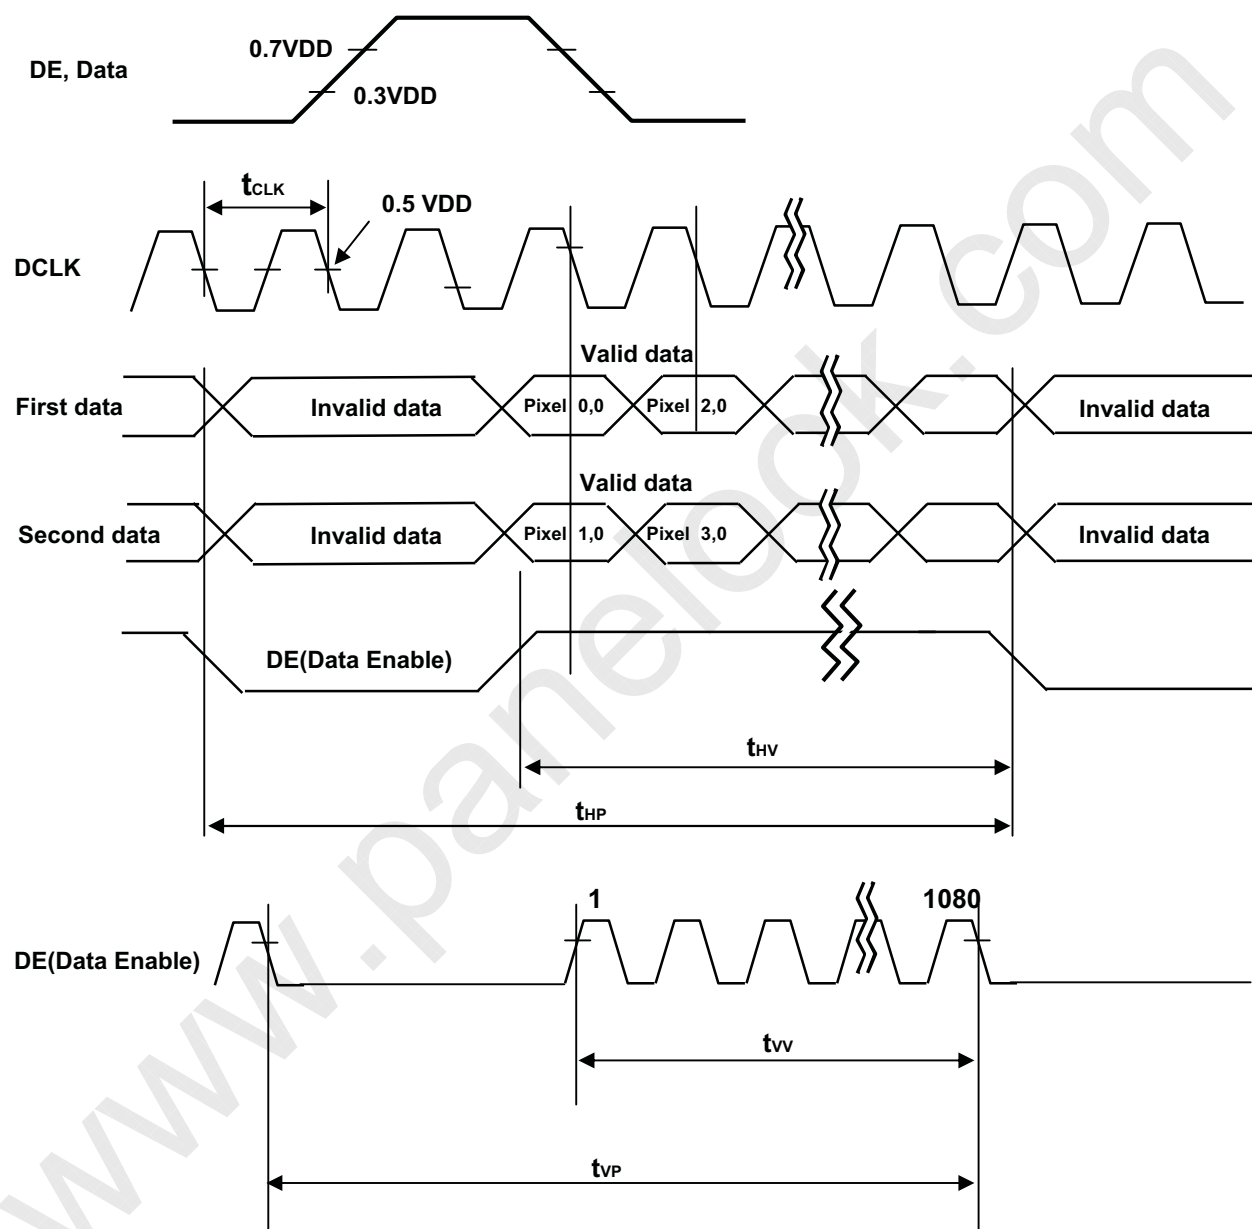 0.7VDD
DE, Data
0.3VDD
tCLK
0.5 VDD
DCLK
Valid data
First data
Invalid data
Pixel 0,0
Pixel 2,0
Invalid data
Valid data
Second data
Invalid data
Pixel 1,0
Pixel 3,0
Invalid data
DE(Data Enable)
tHV
tHP
1
1080
DE(Data Enable)
tVV
tVP
www.panelook.com